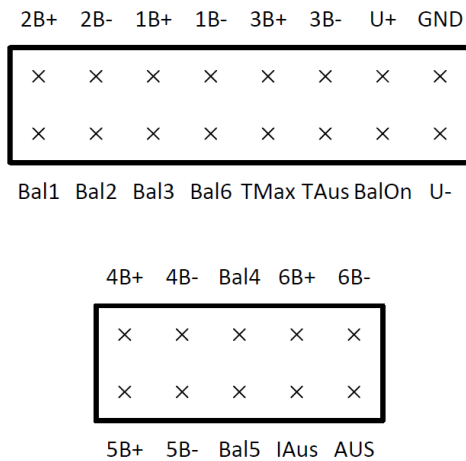 2B+ 2B- 1B+ 1B- 3B+ 3B- U+ GND
Bal1 Bal2 Bal3 Bal6 TMax TAus BalOn U-
4B+ 4B- Bal4 6B+ 6B-
5B+ 5B- Bal5 IAus AUS